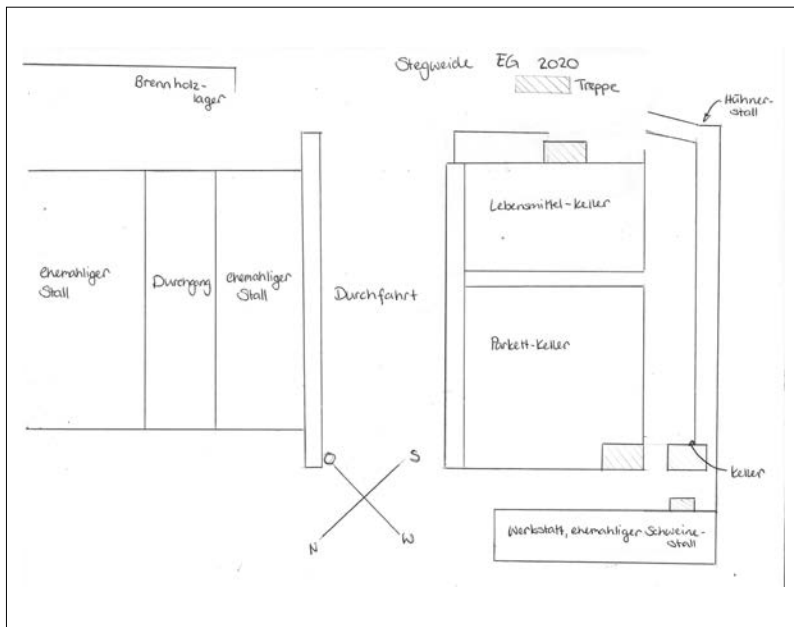 Stegweide EG 2020
Treppe
Brennholz-
lager
Hühner-
stall
Lebensmittel-Keller
ehemahliger
Stall
Durchgang
ehemahliger
Stall
Durchfahrt
Parkett-Keller
O
S
N
W
Keller
Werkstatt, ehemahliger Schweine-
stall